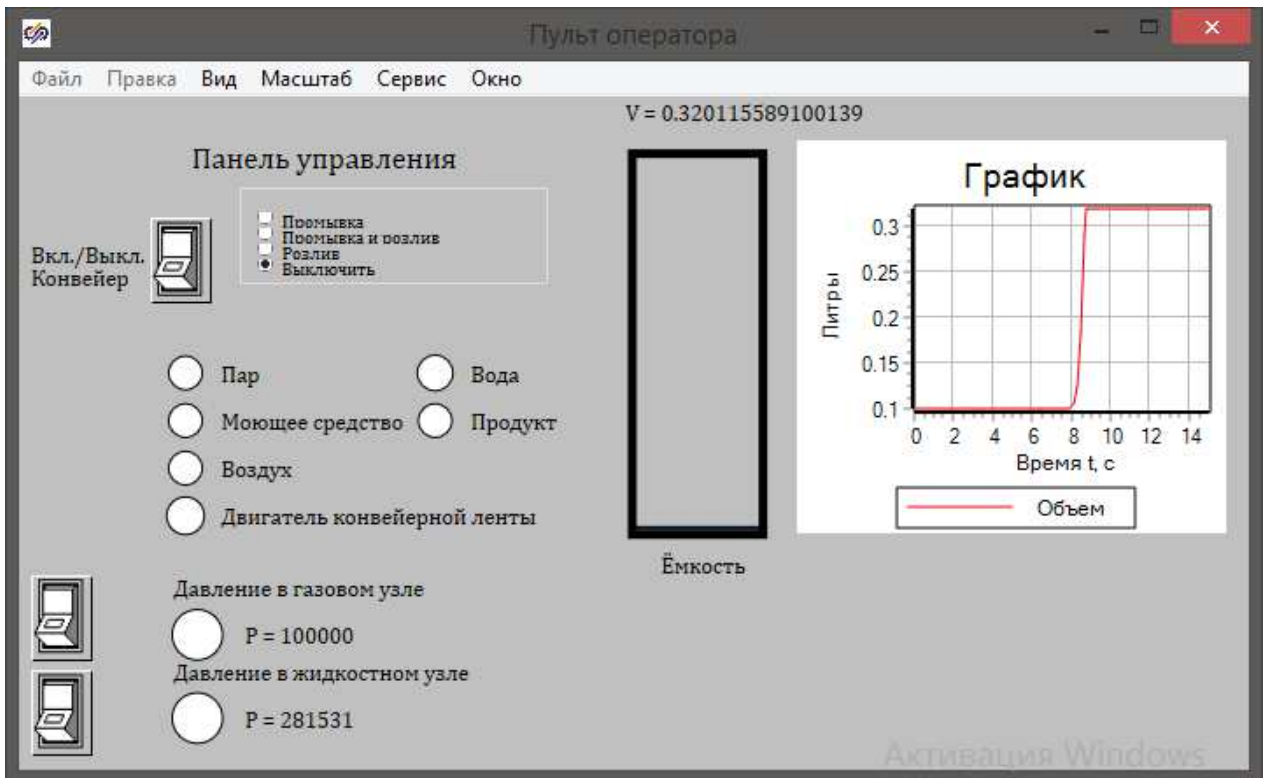 Пульт оператора
Файл Правка Вид Масштаб Сервис Окно
V = 0.320115589100139
Панель управления
Промывка
Промывка и розлив
Розлив
Выключить
Вкл./Выкл.
Конвейер
Пар
Вода
Моющее средство
Продукт
Воздух
Двигатель конвейерной ленты
Давление в газовом узле
P = 100000
Давление в жидкостном узле
P = 281531
Ёмкость
График
Литры
0.3
0.25
0.2
0.15
0.1
0 2 4 6 8 10 12 14
Время t, с
Объем
Активация Windows